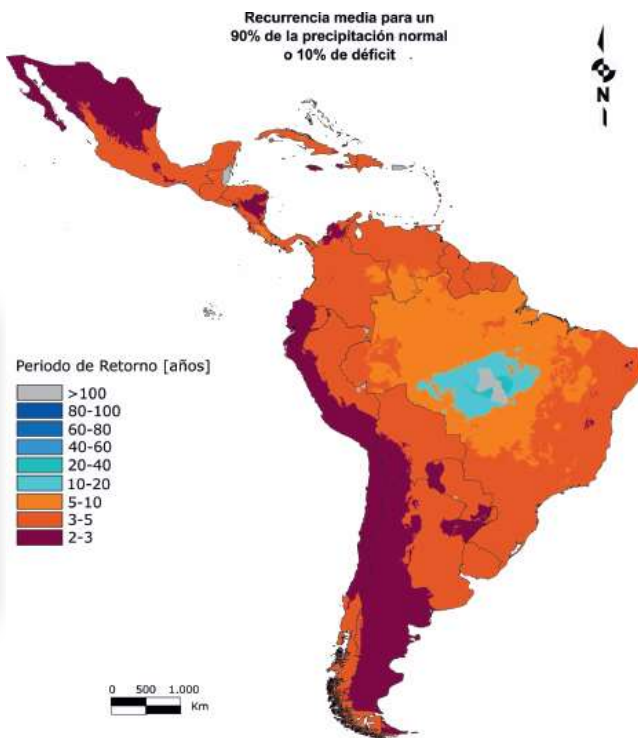 Recurrencia media para un
90% de la precipitación normal
o 10% de déficit
N
Periodo de Retorno [años]
>100
80-100
60-80
40-60
20-40
10-20
5-10
3-5
2-3
0 500 1.000
Km